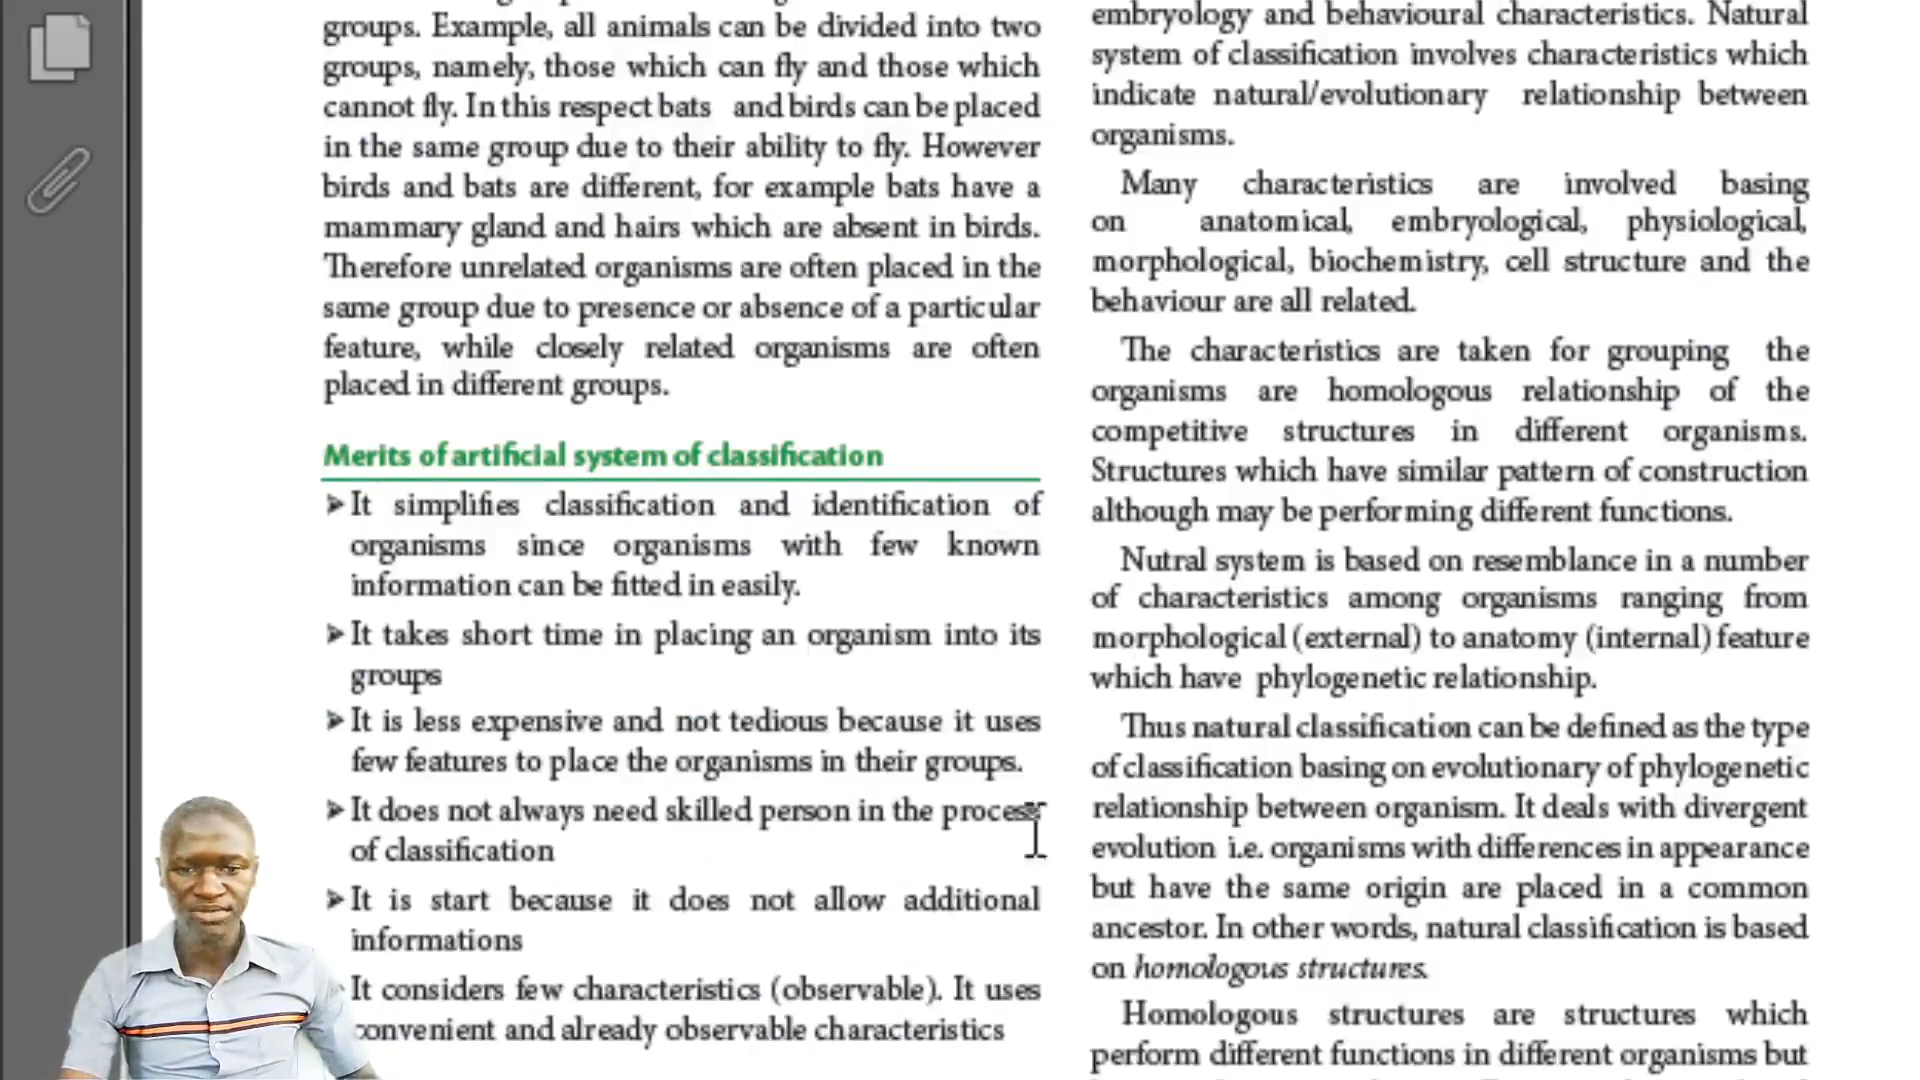 groups. Example, all animals can be divided into two
groups, namely, those which can fly and those which
cannot fly. In this respect bats and birds can be placed
in the same group due to their ability to fly. However
birds and bats are different, for example bats have a
mammary gland and hairs which are absent in birds.
Therefore unrelated organisms are often placed in the
same group due to presence or absence of a particular
feature, while closely related organisms are often
placed in different groups.
Merits of artificial system of classification
➢It simplifies classification and identification of
organisms since organisms with few known
information can be fitted in easily.
➢It takes short time in placing an organism into its
groups
➢It is less expensive and not tedious because it uses
few features to place the organisms in their groups.
➢It does not always need skilled person in the process
of classification
➢It is start because it does not allow additional
informations
It considers few characteristics (observable). It uses
convenient and already observable characteristics
embryology and behavioural characteristics. Natural
system of classification involves characteristics which
indicate natural/evolutionary relationship between
organisms.
Many characteristics are involved basing
on anatomical, embryological, physiological,
morphological, biochemistry, cell structure and the
behaviour are all related.
The characteristics are taken for grouping the
organisms are homologous relationship of the
competitive structures in different organisms.
Structures which have similar pattern of construction
although may be performing different functions.
Nutral system is based on resemblance in a number
of characteristics among organisms ranging from
morphological (external) to anatomy (internal) feature
which have phylogenetic relationship.
Thus natural classification can be defined as the type
of classification basing on evolutionary of phylogenetic
relationship between organism. It deals with divergent
evolution i.e. organisms with differences in appearance
but have the same origin are placed in a common
ancestor. In other words, natural classification is based
on homologous structures.
Homologous structures are structures which
perform different functions in different organisms but